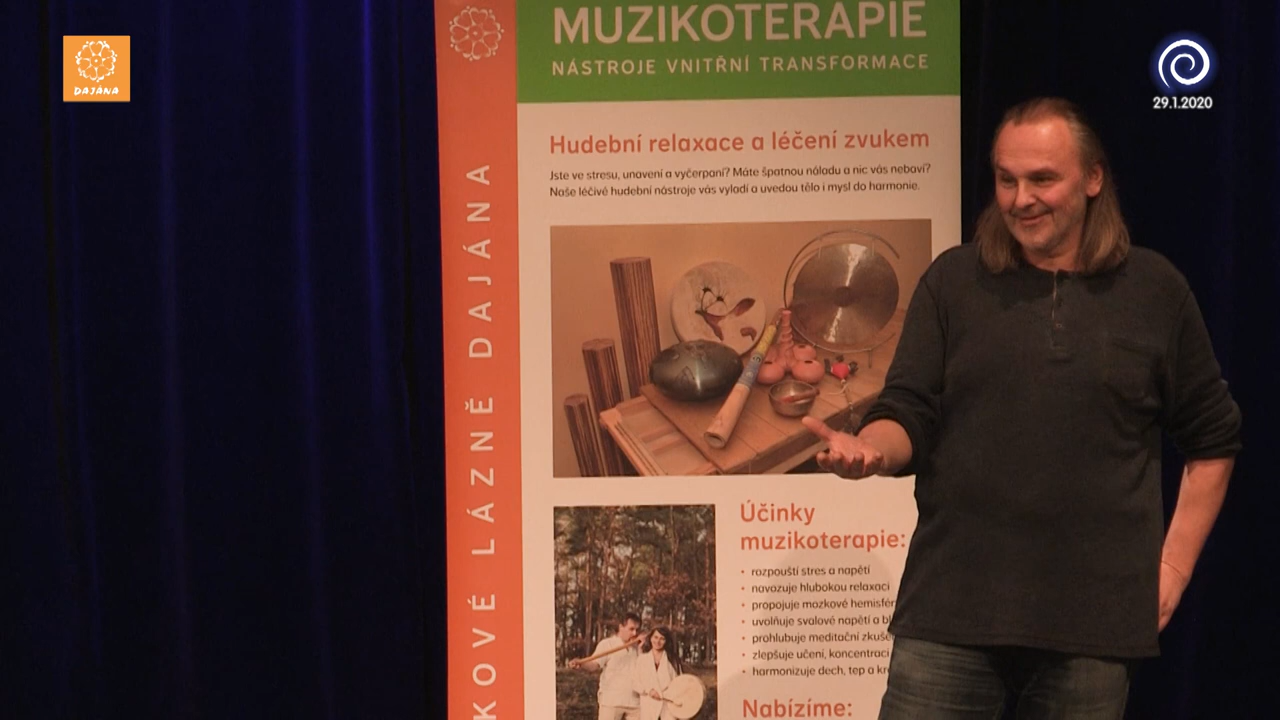 DAJÁNA
29.1.2020
KOVÉ LÁZNĚ DAJÁNA
MUZIKOTERAPIE
NÁSTROJE VNITŘNÍ TRANSFORMACE
Hudební relaxace a léčení zvukem
Jste ve stresu, unavení a vyčerpaní? Máte špatnou náladu a nic vás nebaví?
Naše léčivé hudební nástroje vás vyladí a uvedou tělo i mysl do harmonie.
Účinky
muzikoterapie:
• rozpouští stres a napětí
• navozuje hlubokou relaxaci
• propojuje mozkové hemisfér
• uvolňuje svalové napětí a bl
• prohlubuje meditační zkuše
• zlepšuje učení, koncentraci
• harmonizuje dech, tep a kr
Nabízíme: